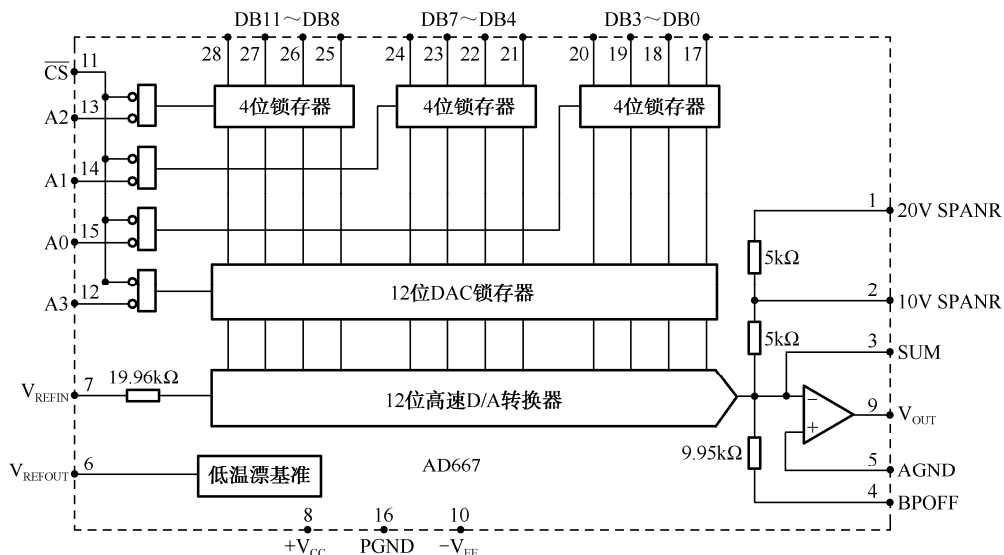 DB11～DB8 DB7～DB4 DB3～DB0
28 27 26 25 24 23 22 21 20 19 18 17
C̅S̅ 11
4位锁存器 4位锁存器 4位锁存器
A2 13
A1 14
A0 15
A3 12
12位DAC锁存器
1 20V SPANR
5kΩ
2 10V SPANR
5kΩ
3 SUM
VREFIN 7 19.96kΩ
12位高速D/A转换器
−
+
9 VOUT
9.95kΩ
VREFOUT 6
低温漂基准
AD667
5 AGND
4 BPOFF
8 16 10
+VCC PGND −VEE